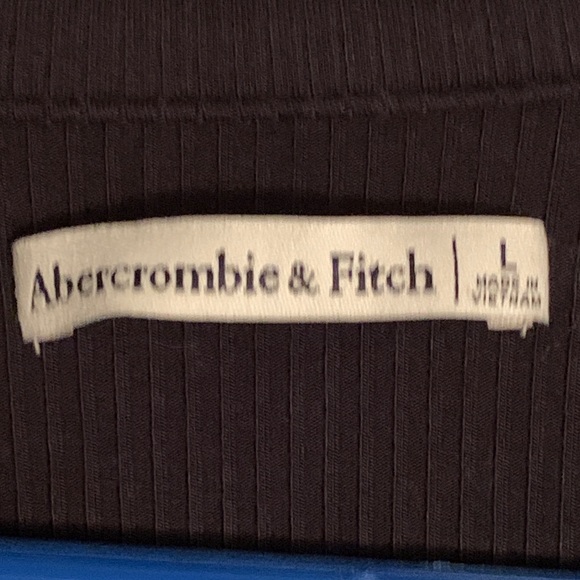 Abercrombie & Fitch | L
MADE IN
VIETNAM